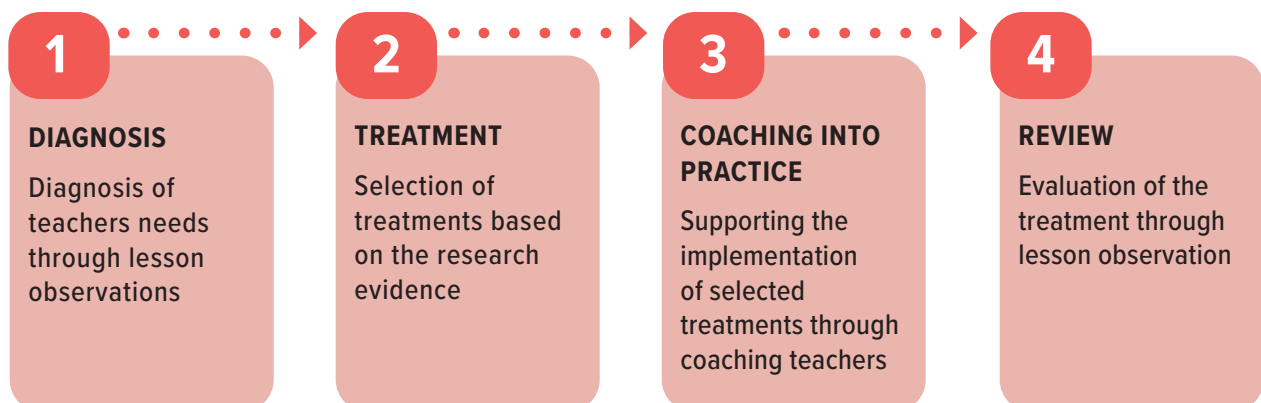 1
DIAGNOSIS
Diagnosis of
teachers needs
through lesson
observations
2
TREATMENT
Selection of
treatments based
on the research
evidence
3
COACHING INTO
PRACTICE
Supporting the
implementation
of selected
treatments through
coaching teachers
4
REVIEW
Evaluation of the
treatment through
lesson observation